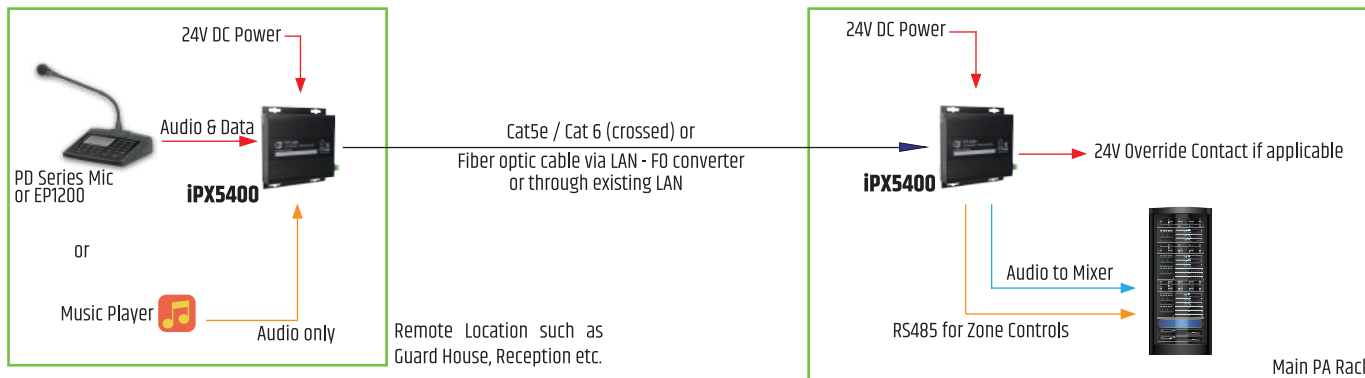 24V DC Power
Audio & Data
PD Series Mic
or EP1200
iPX5400
or
Music Player
Audio only
Remote Location such as
Guard House, Reception etc.
Cat5e / Cat 6 (crossed) or
Fiber optic cable via LAN - FO converter
or through existing LAN
24V DC Power
iPX5400
24V Override Contact if applicable
Audio to Mixer
RS485 for Zone Controls
Main PA Rack